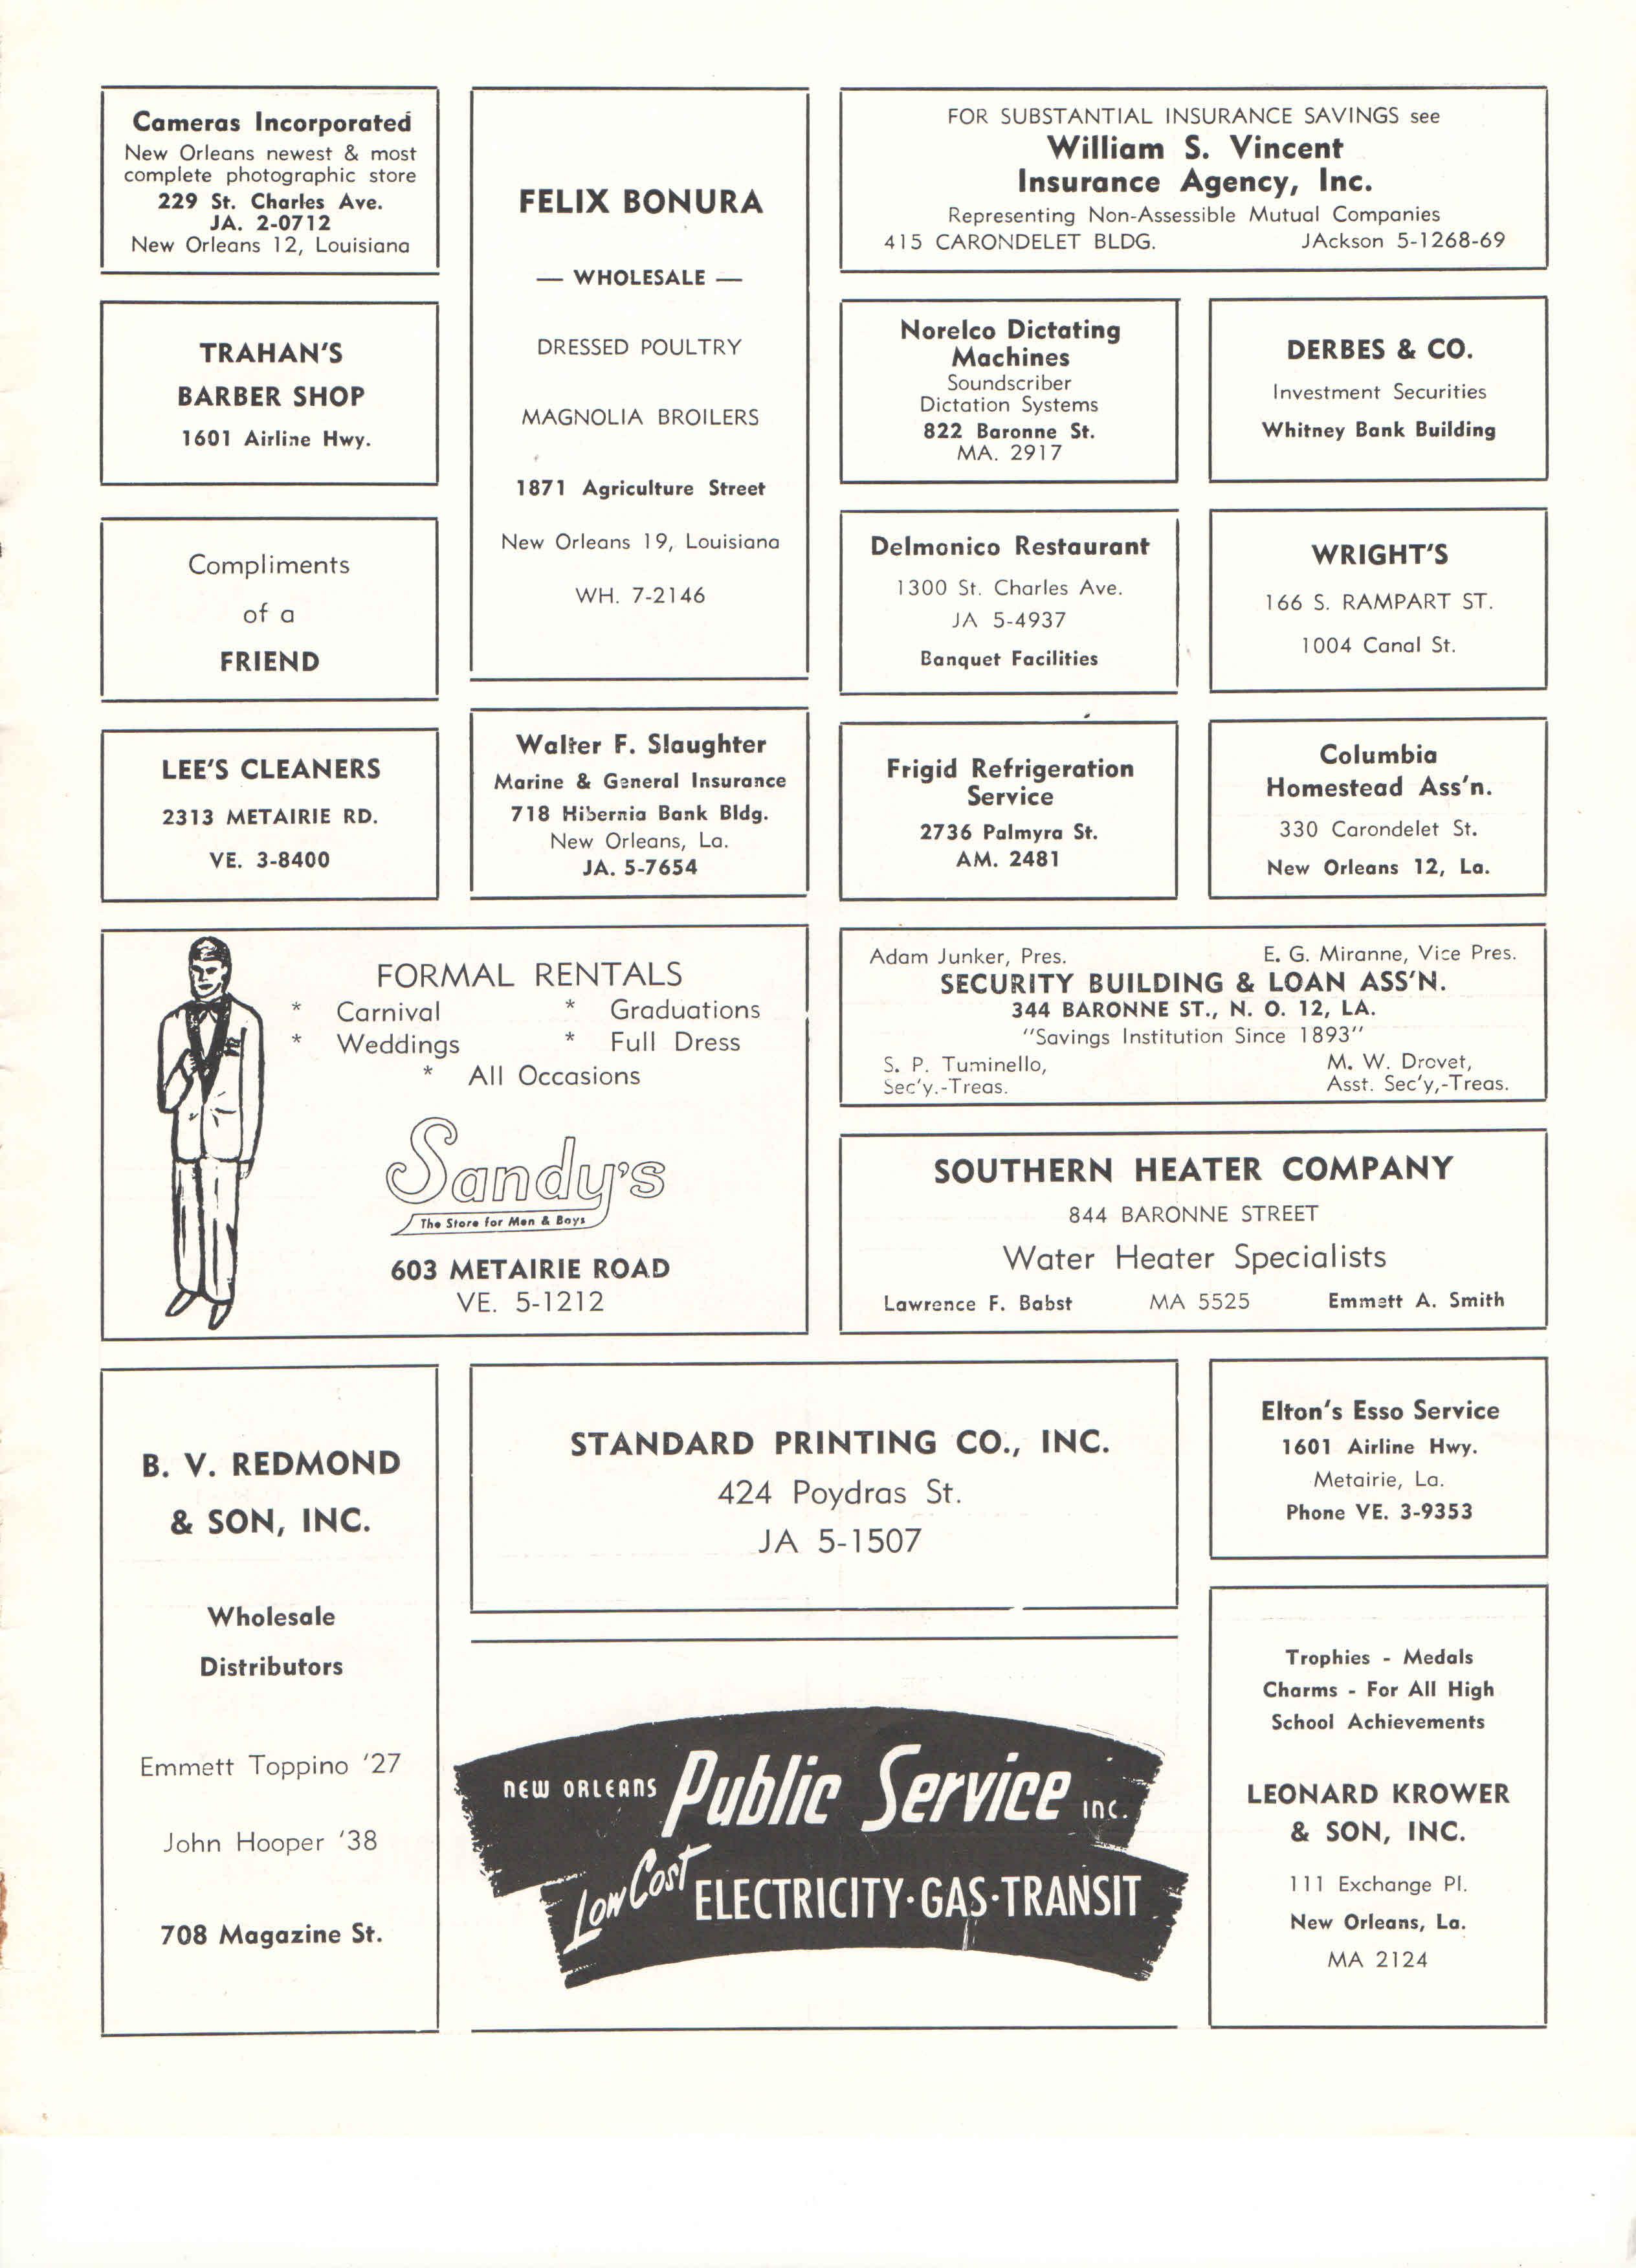 Cameras Incorporated
New Orleans newest & most
complete photographic store
229 St. Charles Ave.
JA. 2-0712
New Orleans 12, Louisiana
FELIX BONURA
— WHOLESALE —
DRESSED POULTRY
MAGNOLIA BROILERS
1871 Agriculture Street
New Orleans 19, Louisiana
WH. 7-2146
FOR SUBSTANTIAL INSURANCE SAVINGS see
William S. Vincent
Insurance Agency, Inc.
Representing Non-Assessible Mutual Companies
415 CARONDELET BLDG. JAckson 5-1268-69
TRAHAN'S
BARBER SHOP
1601 Airline Hwy.
Norelco Dictating
Machines
Soundscriber
Dictation Systems
822 Baronne St.
MA. 2917
DERBES & CO.
Investment Securities
Whitney Bank Building
Compliments
of a
FRIEND
Delmonico Restaurant
1300 St. Charles Ave.
JA 5-4937
Banquet Facilities
WRIGHT'S
166 S. RAMPART ST.
1004 Canal St.
LEE'S CLEANERS
2313 METAIRIE RD.
VE. 3-8400
Walter F. Slaughter
Marine & General Insurance
718 Hibernia Bank Bldg.
New Orleans, La.
JA. 5-7654
Frigid Refrigeration
Service
2736 Palmyra St.
AM. 2481
Columbia
Homestead Ass'n.
330 Carondelet St.
New Orleans 12, La.
FORMAL RENTALS
* Carnival * Graduations
* Weddings * Full Dress
* All Occasions
Sandy's
The Store for Men & Boys
603 METAIRIE ROAD
VE. 5-1212
Adam Junker, Pres. E. G. Miranne, Vice Pres.
SECURITY BUILDING & LOAN ASS'N.
344 BARONNE ST., N. O. 12, LA.
"Savings Institution Since 1893"
S. P. Tuminello, M. W. Drovet,
Sec'y.-Treas. Asst. Sec'y,-Treas.
SOUTHERN HEATER COMPANY
844 BARONNE STREET
Water Heater Specialists
Lawrence F. Babst MA 5525 Emmett A. Smith
B. V. REDMOND
& SON, INC.
Wholesale
Distributors
Emmett Toppino '27
John Hooper '38
708 Magazine St.
STANDARD PRINTING CO., INC.
424 Poydras St.
JA 5-1507
NEW ORLEANS Public Service INC.
Low Cost ELECTRICITY·GAS·TRANSIT
Elton's Esso Service
1601 Airline Hwy.
Metairie, La.
Phone VE. 3-9353
Trophies - Medals
Charms - For All High
School Achievements
LEONARD KROWER
& SON, INC.
111 Exchange Pl.
New Orleans, La.
MA 2124